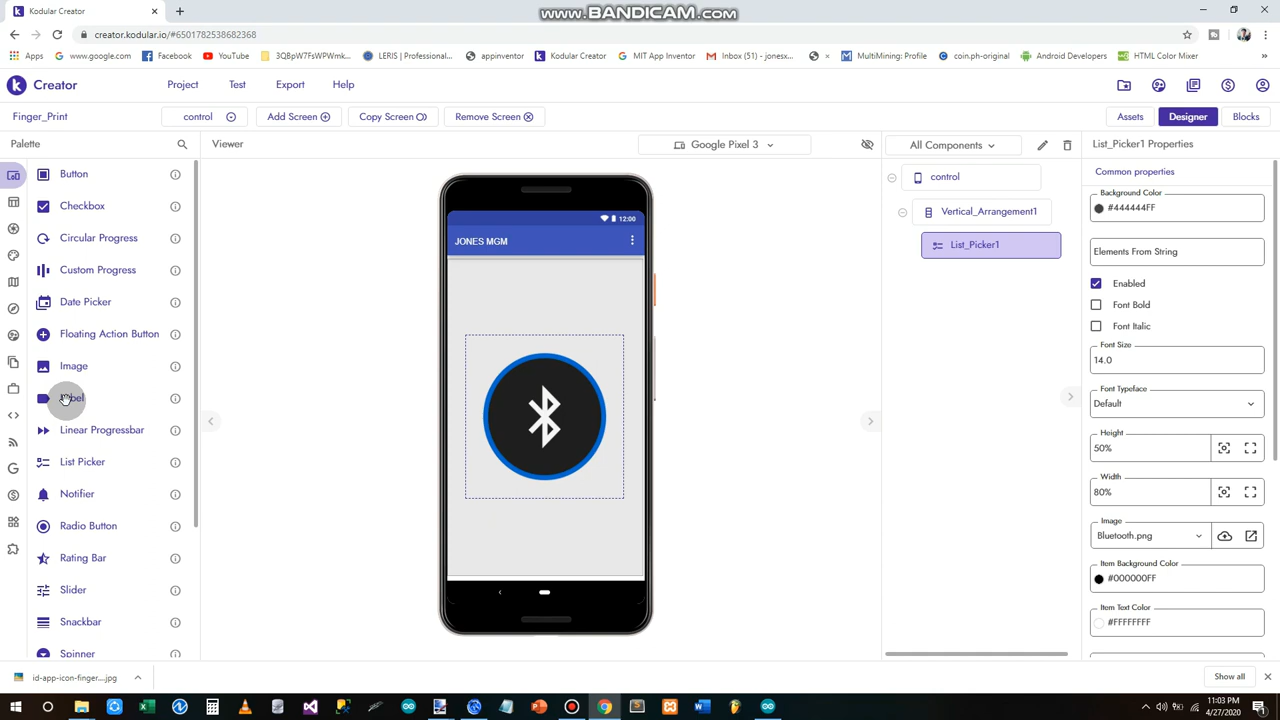 Kodular Creator
www.BANDICAM.com
creator.kodular.io/#6501782538682368
Apps
www.google.com
Facebook
YouTube
3QBpW7FsWPWmk...
LERIS | Professional...
appinventor
Kodular Creator
MIT App Inventor
Inbox (51) - jonesx...
MultiMining: Profile
coin.ph-original
Android Developers
HTML Color Mixer
Creator
Project
Test
Export
Help
Finger_Print
control
Add Screen
Copy Screen
Remove Screen
Assets
Designer
Blocks
Palette
Viewer
Google Pixel 3
All Components
List_Picker1 Properties
Button
Checkbox
Circular Progress
Custom Progress
Date Picker
Floating Action Button
Image
Linear Progressbar
List Picker
Notifier
Radio Button
Rating Bar
Slider
Snackbar
Spinner
12:00
JONES MGM
control
Vertical_Arrangement1
List_Picker1
Common properties
Background Color
#444444FF
Elements From String
Enabled
Font Bold
Font Italic
Font Size
14.0
Font Typeface
Default
Height
50%
Width
80%
Image
Bluetooth.png
Item Background Color
#000000FF
Item Text Color
#FFFFFFFF
id-app-icon-finger....jpg
Show all
11:03 PM
4/27/2020